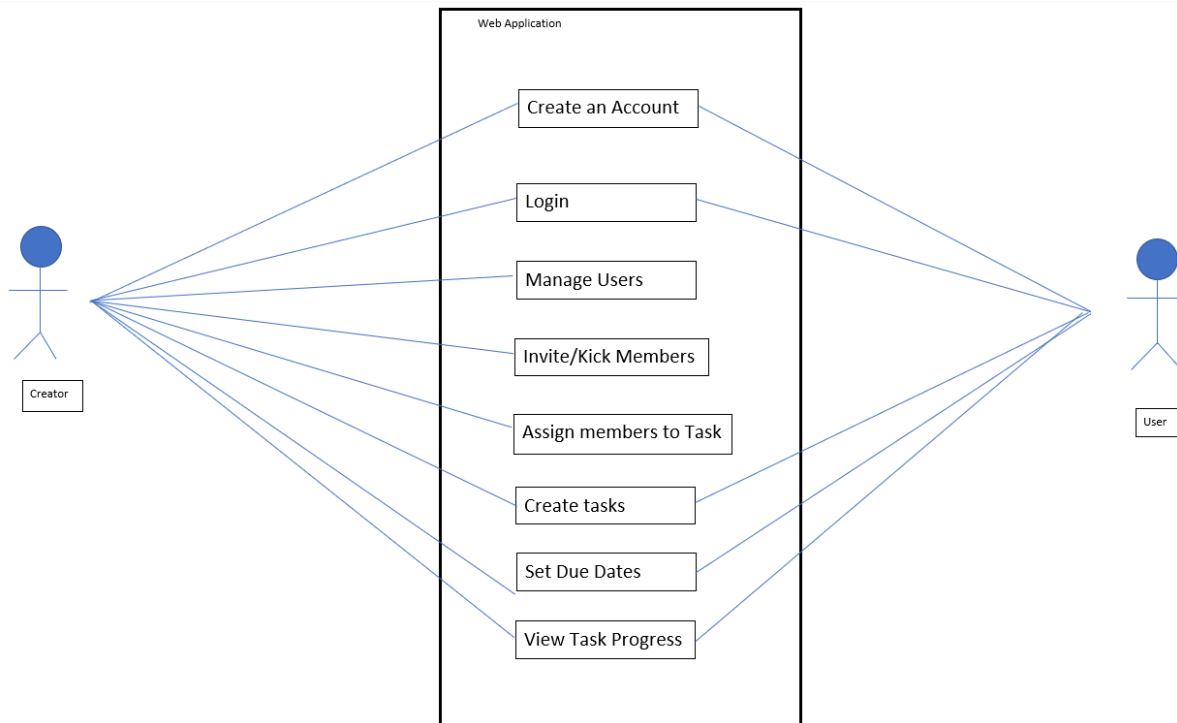 Web Application
Create an Account
Login
Manage Users
Invite/Kick Members
Assign members to Task
Create tasks
Set Due Dates
View Task Progress
Creator
User